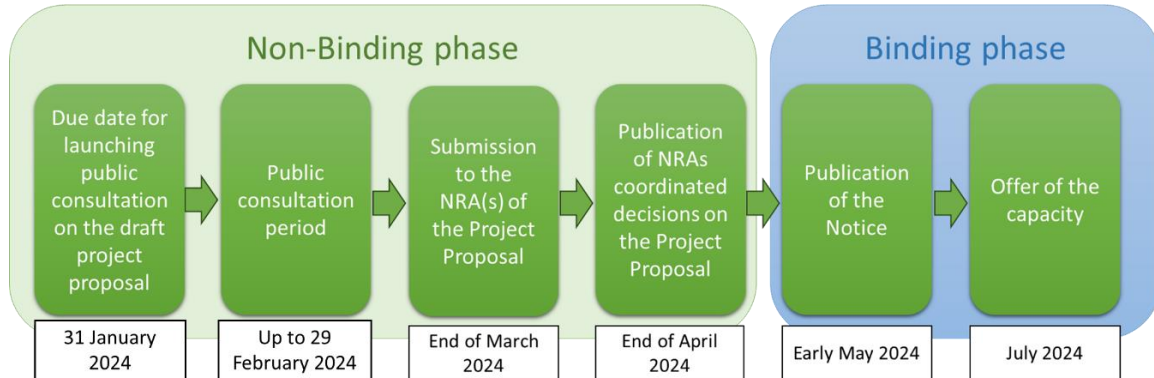 Non-Binding phase
Binding phase
Due date for
launching
public
consultation
on the draft
project
proposal
Public
consultation
period
Submission
to the
NRA(s) of
the Project
Proposal
Publication
of NRAs
coordinated
decisions on
the Project
Proposal
Publication
of the
Notice
Offer of the
capacity
31 January
2024
Up to 29
February 2024
End of March
2024
End of April
2024
Early May 2024
July 2024